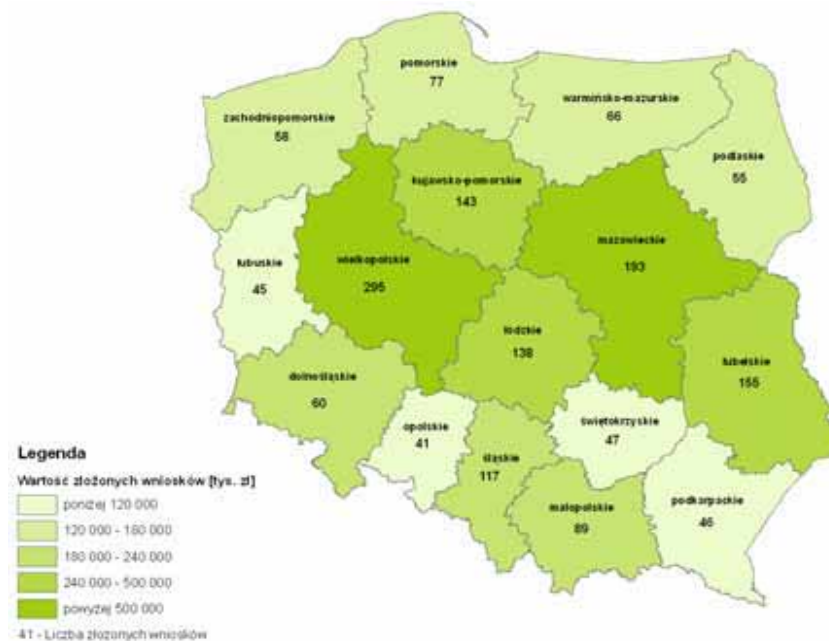 pomorskie
77
warmińsko-mazurskie
66
zachodniopomorskie
58
podlaskie
55
kujawsko-pomorskie
143
mazowieckie
193
wielkopolskie
295
lubuskie
45
łódzkie
138
lubelskie
155
dolnośląskie
60
opolskie
41
świętokrzyskie
47
śląskie
117
małopolskie
89
podkarpackie
46
Legenda
Wartość złożonych wniosków [tys. zł]
poniżej 120 000
120 000 - 180 000
180 000 - 240 000
240 000 - 500 000
powyżej 500 000
41 - Liczba złożonych wniosków